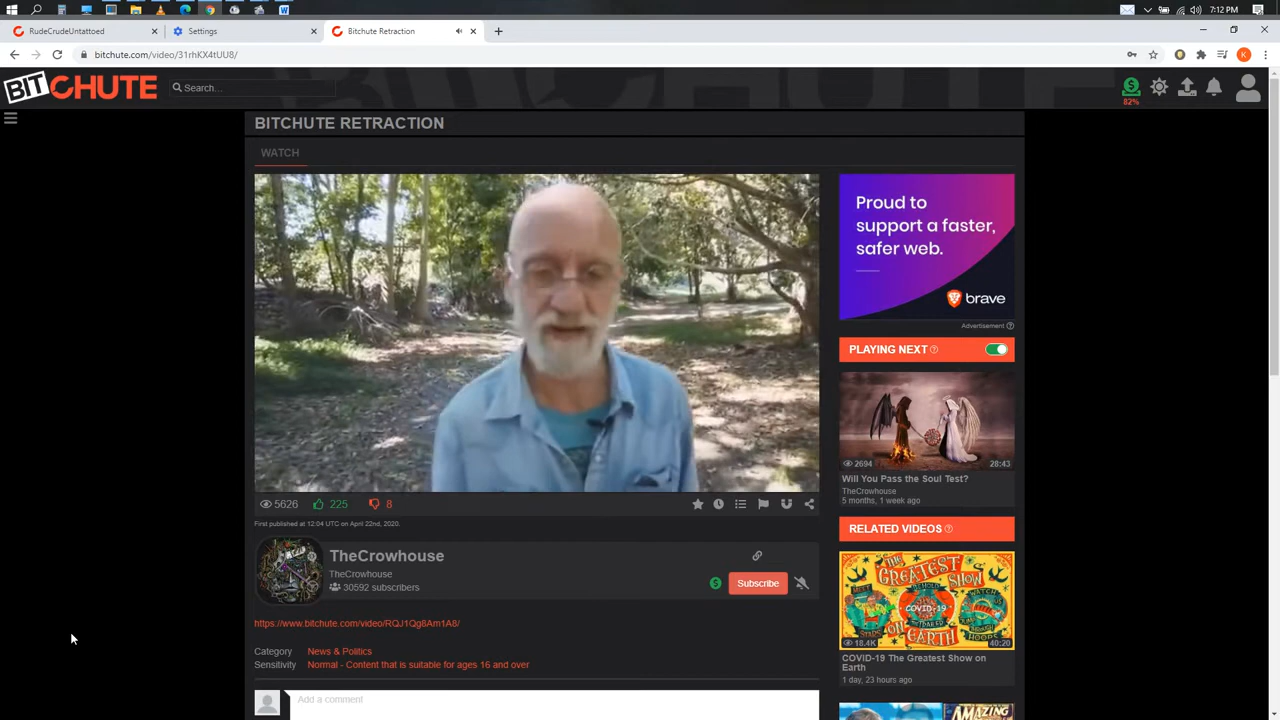 RudeCrudeUntattoed
Settings
Bitchute Retraction
bitchute.com/video/31rhKX4tUU8/
K
BITCHUTE
Search...
82%
BITCHUTE RETRACTION
WATCH
Proud to
support a faster,
safer web.
brave
Advertisement
PLAYING NEXT
2694
28:43
Will You Pass the Soul Test?
TheCrowhouse
5 months, 1 week ago
5626
225
8
First published at 12:04 UTC on April 22nd, 2020.
TheCrowhouse
TheCrowhouse
30592 subscribers
Subscribe
https://www.bitchute.com/video/RQJ1Qg8Am1A8/
Category
News & Politics
Sensitivity
Normal - Content that is suitable for ages 16 and over
Add a comment
RELATED VIDEOS
THE GREATEST SHOW
COVID-19
ON EARTH
18.4K
40:20
COVID-19 The Greatest Show on
Earth
1 day, 23 hours ago
AMAZING
7:12 PM